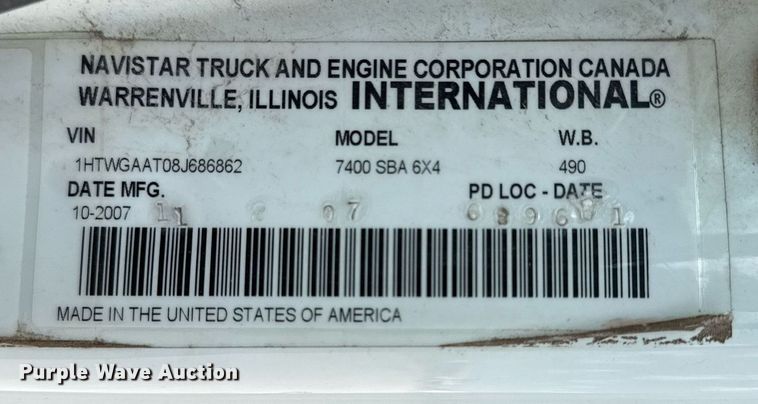 NAVISTAR TRUCK AND ENGINE CORPORATION CANADA
WARRENVILLE, ILLINOIS INTERNATIONAL®
VIN MODEL W.B.
1HTWGAAT08J686862 7400 SBA 6X4 490
DATE MFG. PD LOC - DATE
10-2007 11 2 07
MADE IN THE UNITED STATES OF AMERICA
Purple Wave Auction